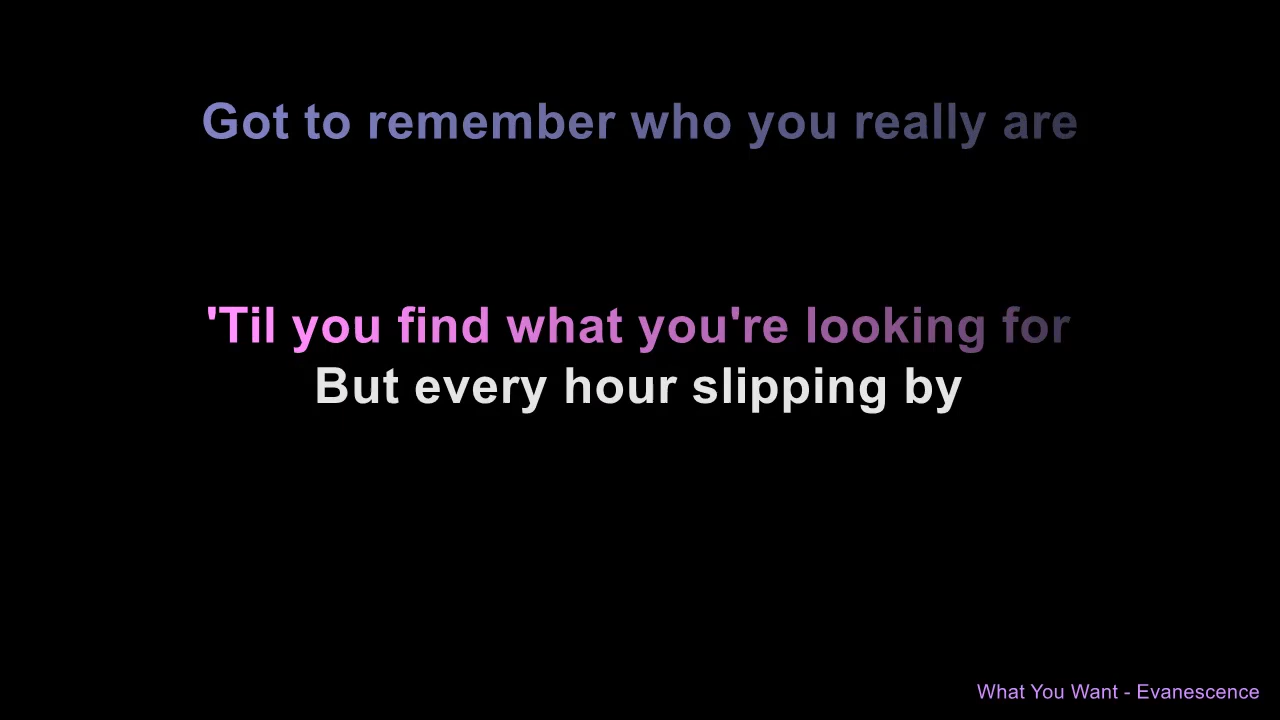 Got to remember who you really are
'Til you find what you're looking for
But every hour slipping by
What You Want - Evanescence